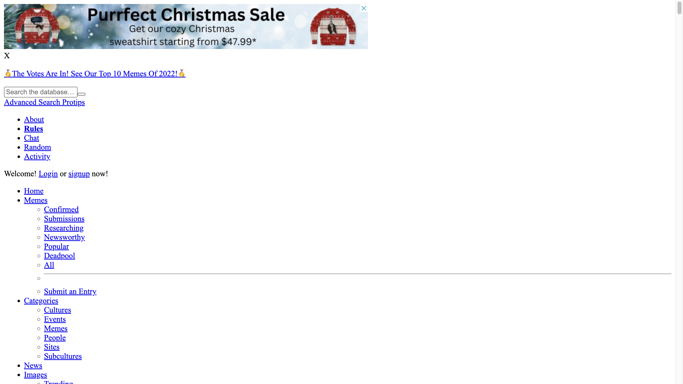 Purrfect Christmas Sale
Get our cozy Christmas
sweatshirt starting from $47.99*
X
🏅The Votes Are In! See Our Top 10 Memes Of 2022!🏅
Search the database...
Advanced Search Protips
About
Rules
Chat
Random
Activity
Welcome! Login or signup now!
Home
Memes
Confirmed
Submissions
Researching
Newsworthy
Popular
Deadpool
All
Submit an Entry
Categories
Cultures
Events
Memes
People
Sites
Subcultures
News
Images
Trending